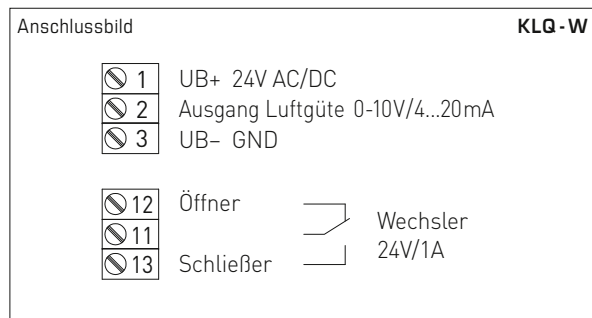 Anschlussbild KLQ - W
1 UB+ 24V AC/DC
2 Ausgang Luftgüte 0-10V/4...20mA
3 UB– GND
12 Öffner
11
Wechsler
24V/1A
13 Schließer